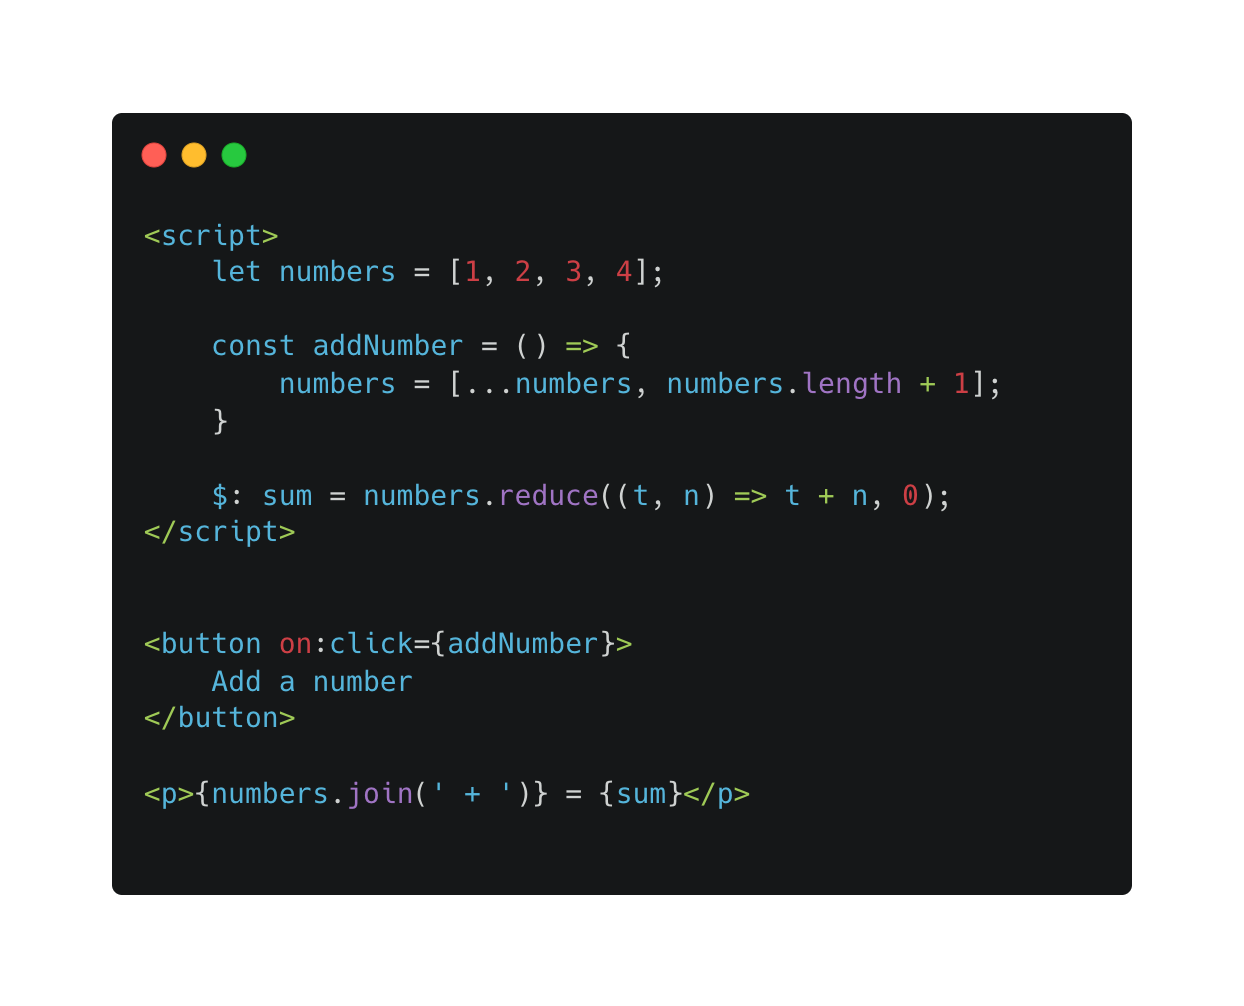 <script>
    let numbers = [1, 2, 3, 4];

    const addNumber = () => {
        numbers = [...numbers, numbers.length + 1];
    }

    $: sum = numbers.reduce((t, n) => t + n, 0);
</script>


<button on:click={addNumber}>
    Add a number
</button>

<p>{numbers.join(' + ')} = {sum}</p>